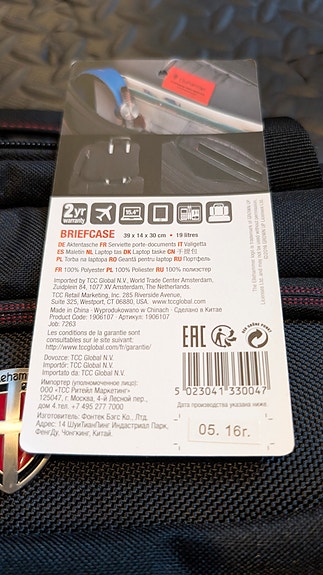 2yr
warranty
15.4"
BRIEFCASE 39 x 14 x 30 cm • 19 litres
DE Aktentasche FR Serviette porte-documents IT Valigetta
ES Maletín NL Laptop tas DK Laptop taske CN 手提包
PL Torba na laptopa RO Geantă pentru laptop RU Портфель
FR 100% Polyester PL 100% Poliester RU 100% полиэстер
Imported by TCC Global N.V., World Trade Center Amsterdam,
Zuidplein 84, 1077 XV Amsterdam, The Netherlands.
TCC Retail Marketing, Inc. 285 Riverside Avenue,
Suite 325, Westport, CT 06880, USA. www.tccglobal.com
Made in China · Wyprodukowano w Chinach · Сделано в Китае
Product Code: 1906107 · Артикул: 1906107
Job: 7263
Les conditions de la garantie sont
consultables sur le site suivant:
http://www.tccglobal.com/fr/garantie/
Dovozce: TCC Global N.V.
Importőr: TCC Global N.V.
Importato da: TCC Global N.V.
Импортер (уполномоченное лицо):
ООО «ТСС Ритейл Маркетинг»
125047, г. Москва, 4-й Лесной пер.,
дом 4.тел. +7 495 277 7000
Изготовитель: Фонтек Бэгс Ко., Лтд.
Адрес: 14 ШуиТианПинг Индастриал Парк,
ФенгДу, Чонгкинг, Китай.
EAC
5 023041 330047
Дата производства указана ниже:
05. 16г.